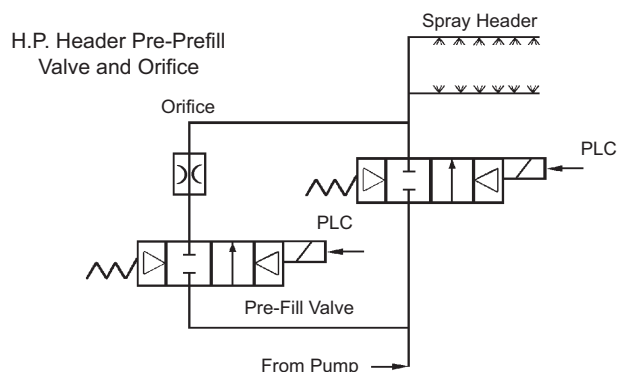 Spray Header
H.P. Header Pre-Prefill
Valve and Orifice
Orifice
PLC
PLC
Pre-Fill Valve
From Pump